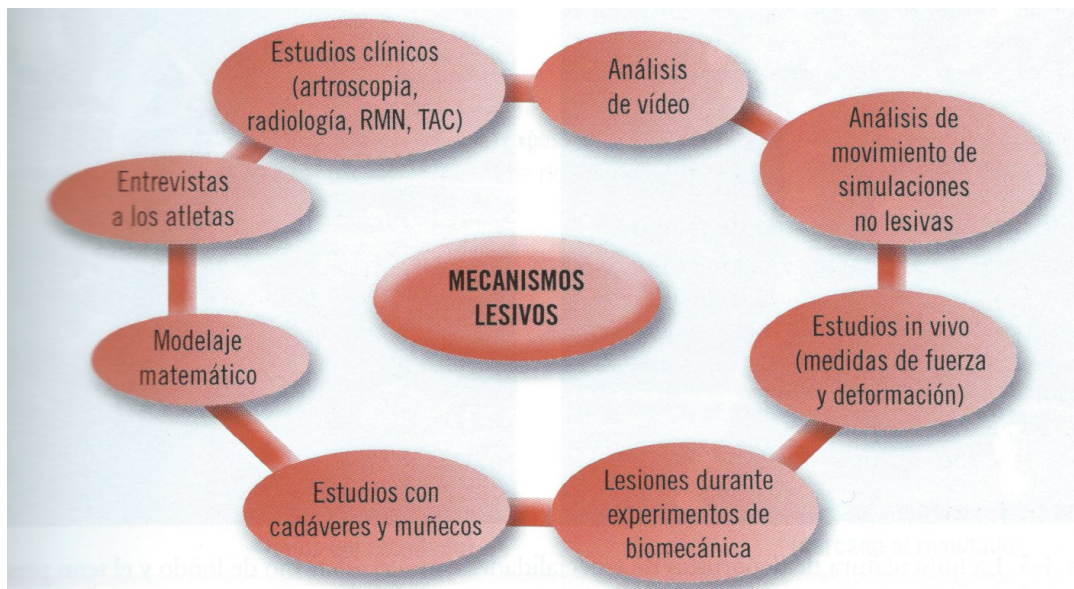 Estudios clínicos
(artroscopia,
radiología, RMN, TAC)
Análisis
de vídeo
Análisis de
movimiento de
simulaciones
no lesivas
Entrevistas
a los atletas
MECANISMOS
LESIVOS
Estudios in vivo
(medidas de fuerza
y deformación)
Modelaje
matemático
Lesiones durante
experimentos de
biomecánica
Estudios con
cadáveres y muñecos